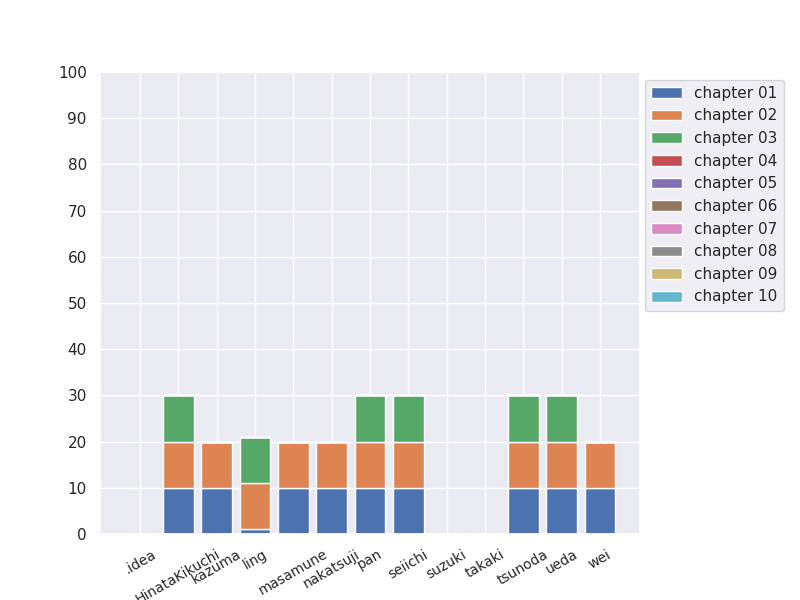 100
90
80
70
60
50
40
30
20
10
0
.idea
HinataKikuchi
kazuma
ling
masamune
nakatsuji
pan
seiichi
suzuki
takaki
tsunoda
ueda
wei
chapter 01
chapter 02
chapter 03
chapter 04
chapter 05
chapter 06
chapter 07
chapter 08
chapter 09
chapter 10